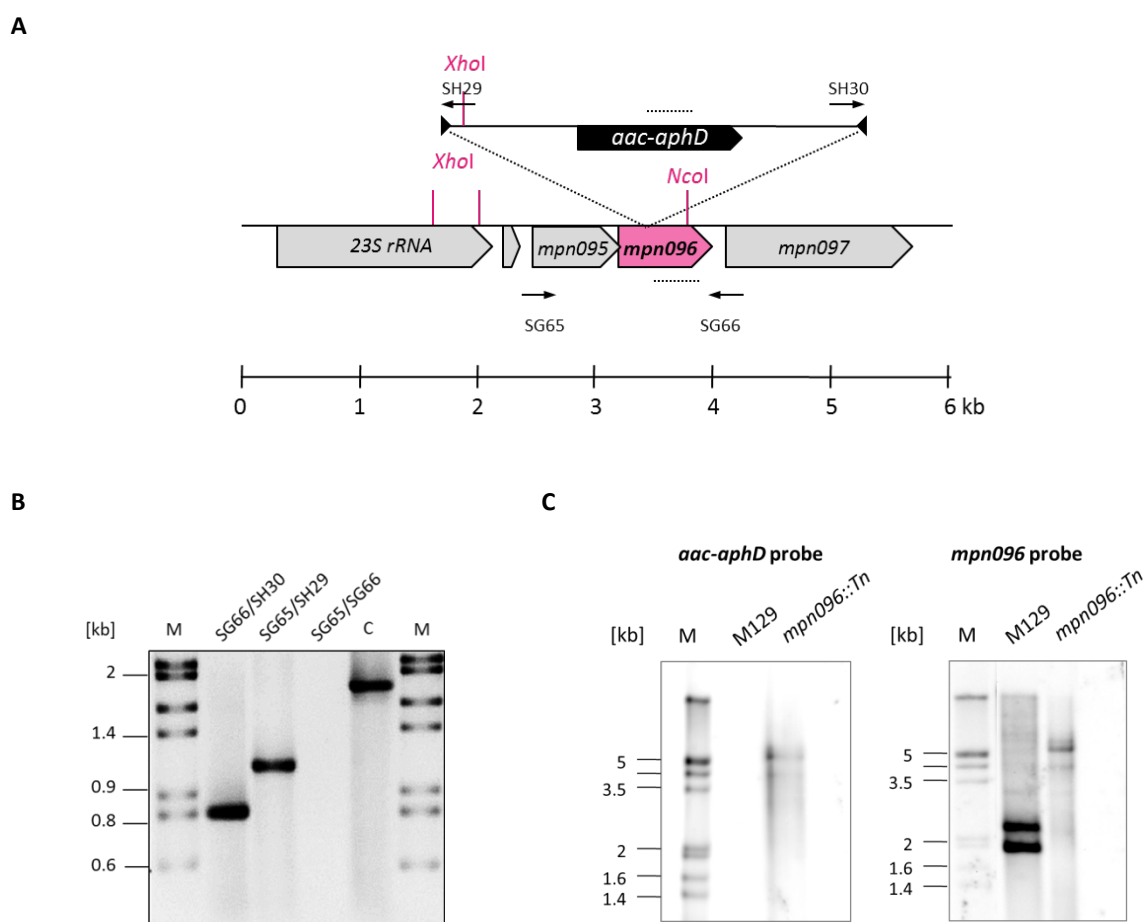 A
XhoI
SH29
SH30
aac-aphD
XhoI
NcoI
23S rRNA
mpn095
mpn096
mpn097
SG65
SG66
0 1 2 3 4 5 6 kb
B
C
aac-aphD probe
mpn096 probe
[kb] M SG66/SH30 SG65/SH29 SG65/SG66 C M
2
1.4
0.9
0.8
0.6
[kb] M M129 mpn096::Tn
5
3.5
2
1.6
1.4
[kb] M M129 mpn096::Tn
5
3.5
2
1.6
1.4